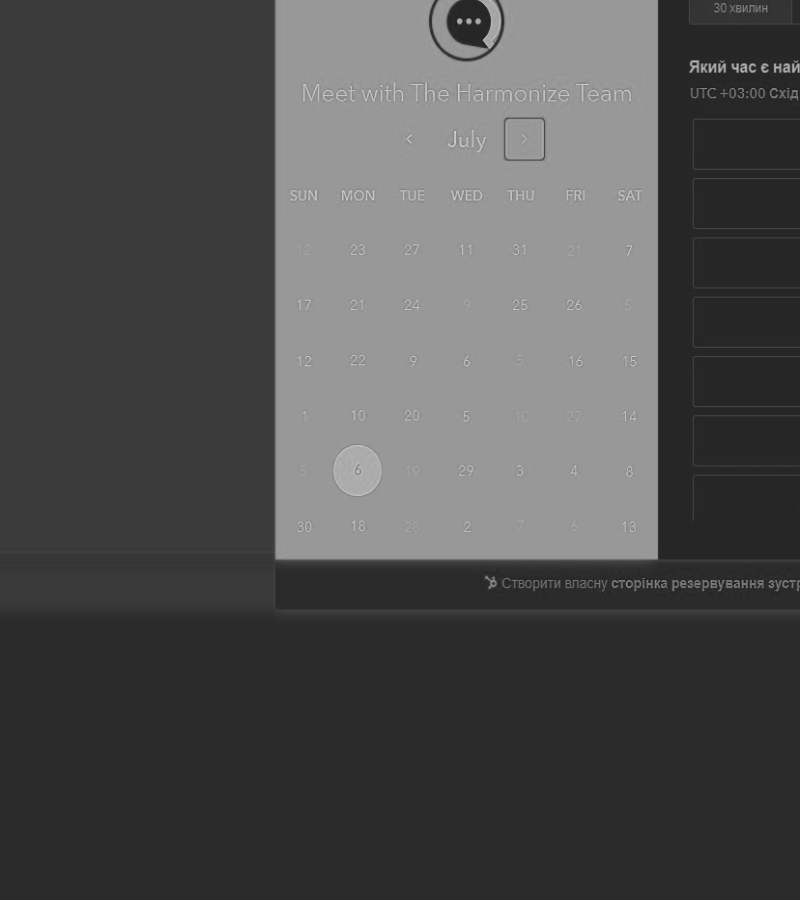 30 хвилин
Який час є най
UTC +03:00 Схід
Meet with The Harmonize Team
July
SUN MON TUE WED THU FRI SAT
12 23 27 11 31 21 7
17 21 24 9 25 26 5
12 22 9 6 5 16 15
1 10 20 5 10 27 14
5 6 19 29 3 4 8
30 18 28 2 7 6 13
Створити власну сторінка резервування зустр